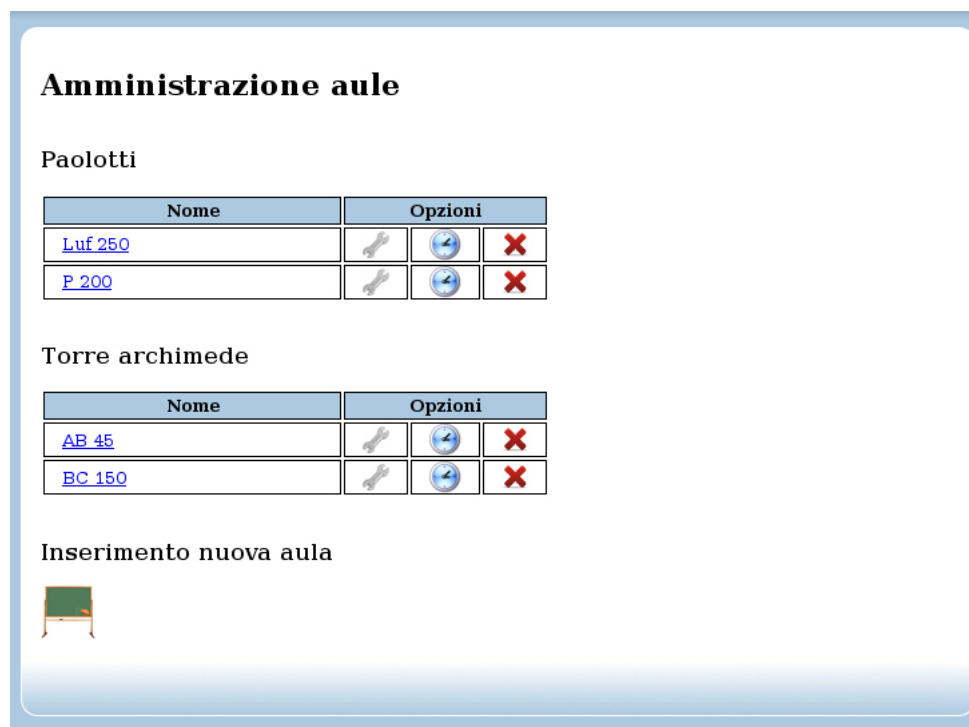 Amministrazione aule
Paolotti
Nome Opzioni
Luf 250
P 200
Torre archimede
Nome Opzioni
AB 45
BC 150
Inserimento nuova aula